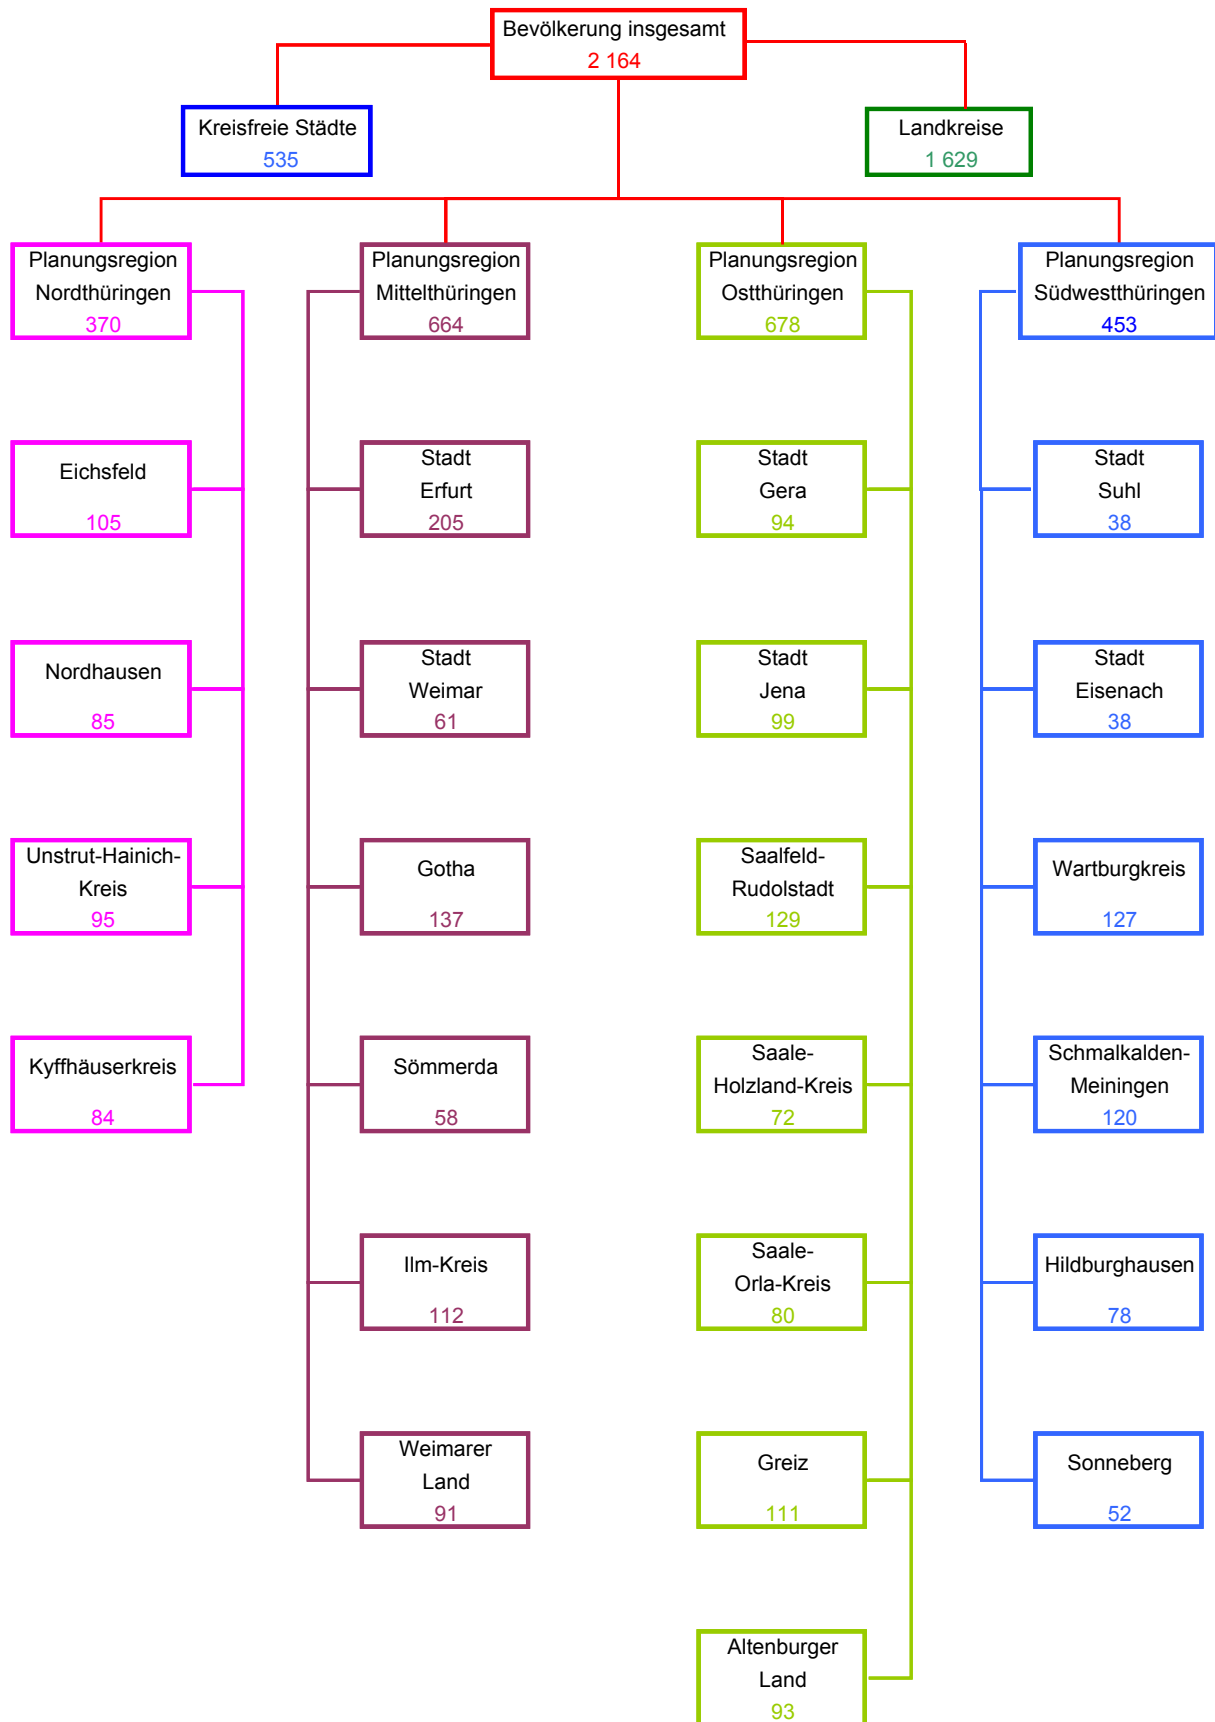 Bevölkerung insgesamt
2 164
Kreisfreie Städte
535
Landkreise
1 629
Planungsregion
Nordthüringen
370
Eichsfeld
105
Nordhausen
85
Unstrut-Hainich-
Kreis
95
Kyffhäuserkreis
84
Planungsregion
Mittelthüringen
664
Stadt
Erfurt
205
Stadt
Weimar
61
Gotha
137
Sömmerda
58
Ilm-Kreis
112
Weimarer
Land
91
Planungsregion
Ostthüringen
678
Stadt
Gera
94
Stadt
Jena
99
Saalfeld-
Rudolstadt
129
Saale-
Holzland-Kreis
72
Saale-
Orla-Kreis
80
Greiz
111
Altenburger
Land
93
Planungsregion
Südwestthüringen
453
Stadt
Suhl
38
Stadt
Eisenach
38
Wartburgkreis
127
Schmalkalden-
Meiningen
120
Hildburghausen
78
Sonneberg
52